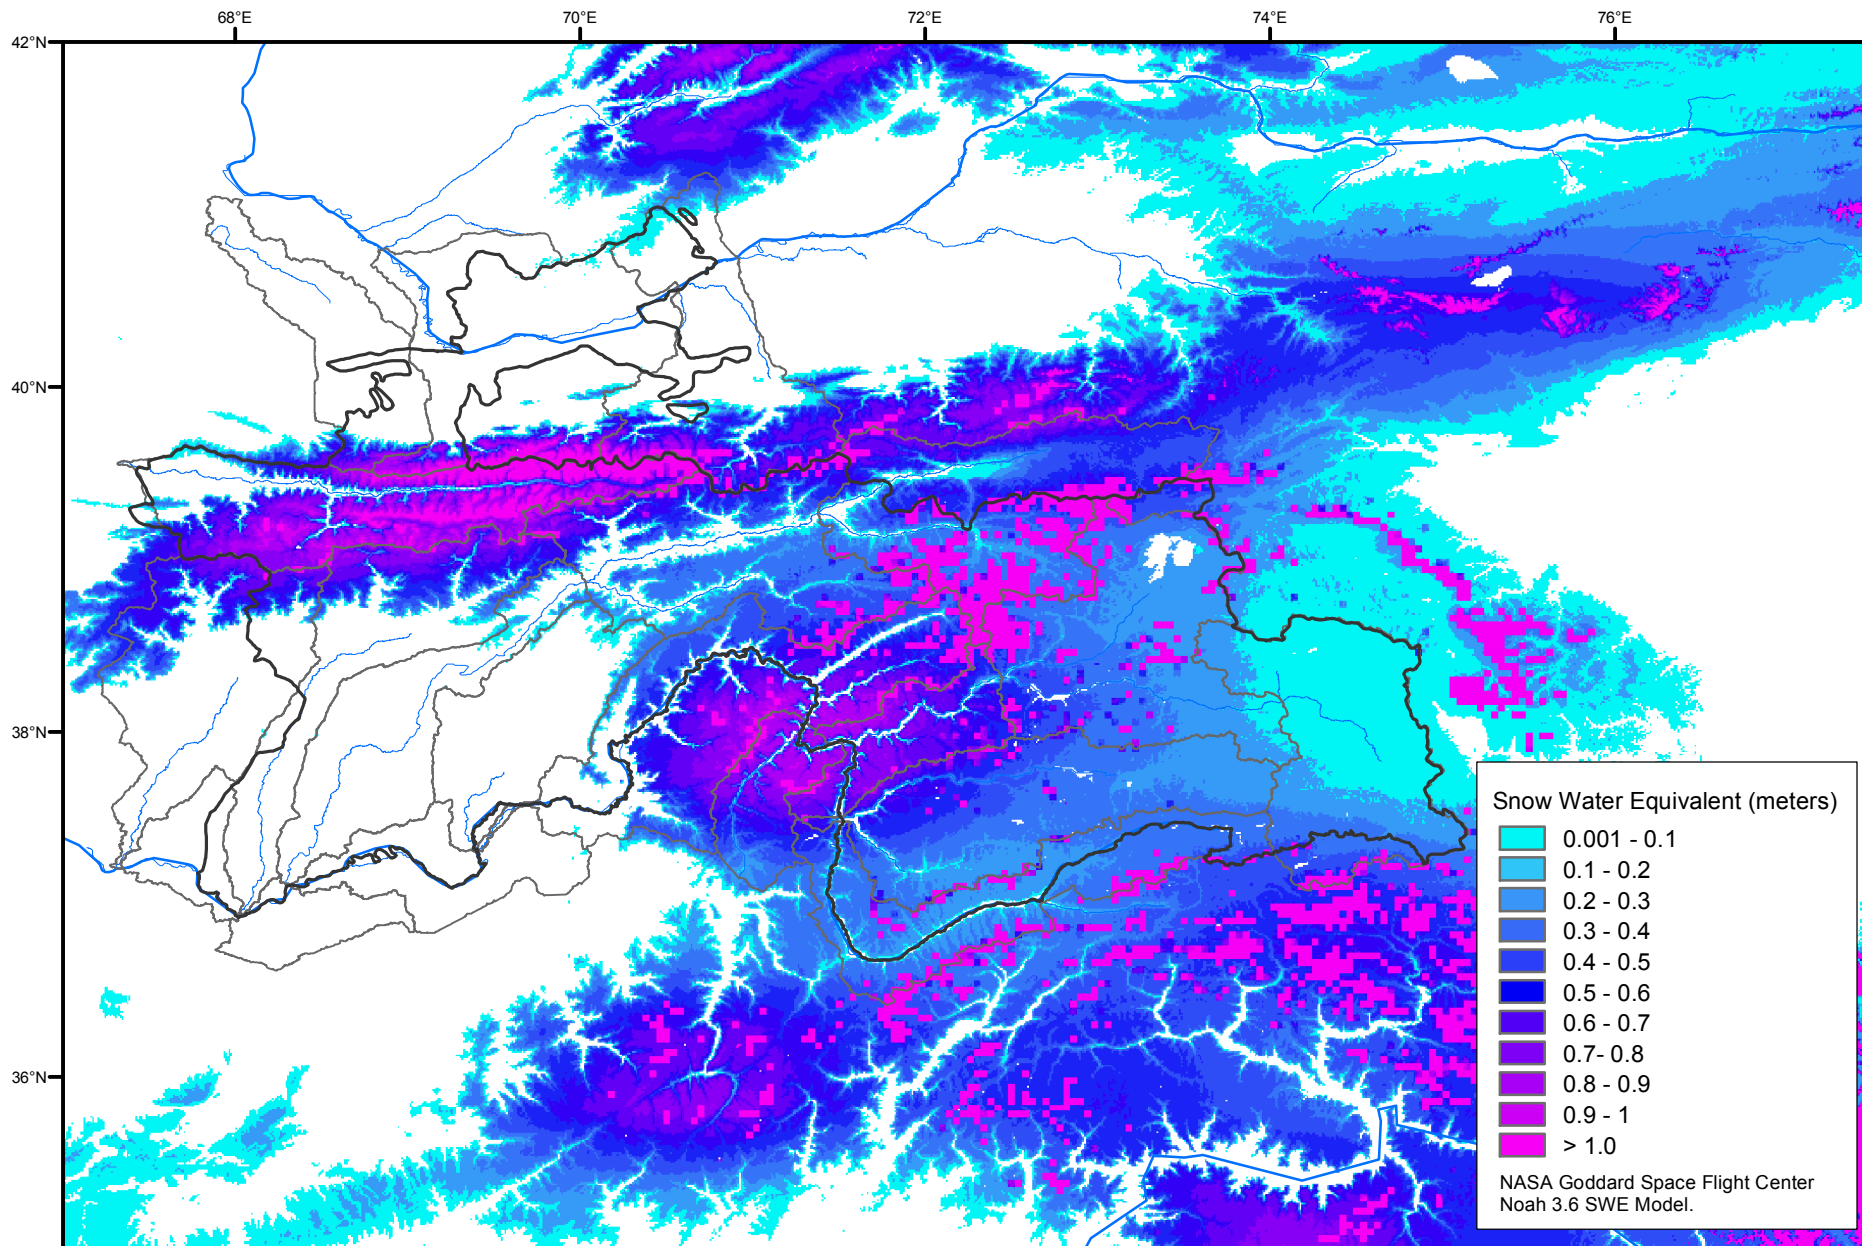 68°E
70°E
72°E
74°E
76°E
42°N
40°N
38°N
36°N
Snow Water Equivalent (meters)
0.001 - 0.1
0.1 - 0.2
0.2 - 0.3
0.3 - 0.4
0.4 - 0.5
0.5 - 0.6
0.6 - 0.7
0.7- 0.8
0.8 - 0.9
0.9 - 1
> 1.0
NASA Goddard Space Flight Center
Noah 3.6 SWE Model.